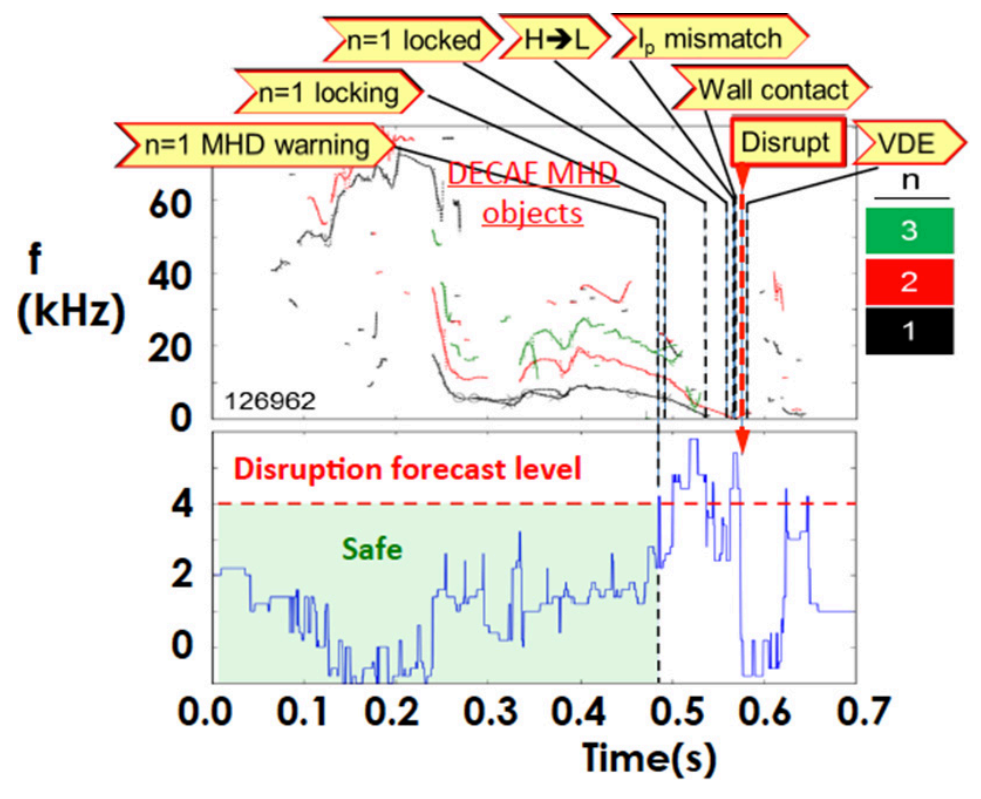 n=1 locked
H➔L
Ip mismatch
n=1 locking
Wall contact
n=1 MHD warning
Disrupt
VDE
DECAF MHD
objects
n
3
2
1
f
(kHz)
60
40
20
0
126962
Disruption forecast level
Safe
4
2
0
0.0 0.1 0.2 0.3 0.4 0.5 0.6 0.7
Time(s)